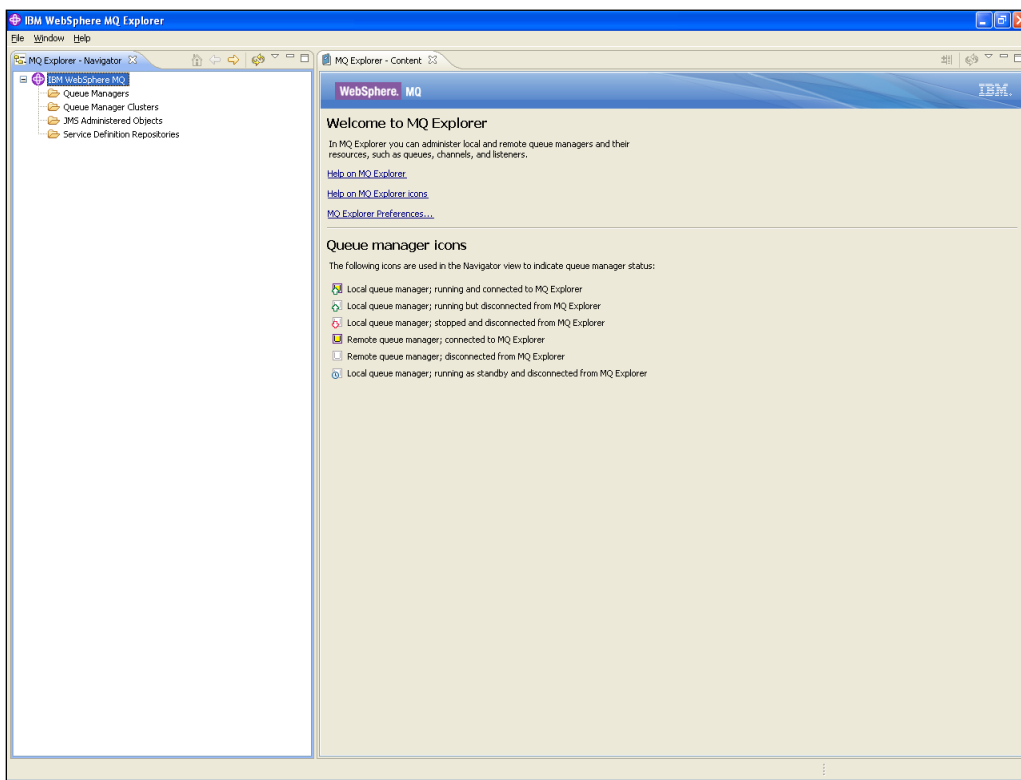 IBM WebSphere MQ Explorer
File Window Help
MQ Explorer - Navigator
IBM WebSphere MQ
Queue Managers
Queue Manager Clusters
JMS Administered Objects
Service Definition Repositories
MQ Explorer - Content
WebSphere. MQ
IBM.
Welcome to MQ Explorer
In MQ Explorer you can administer local and remote queue managers and their
resources, such as queues, channels, and listeners.
Help on MQ Explorer
Help on MQ Explorer icons
MQ Explorer Preferences...
Queue manager icons
The following icons are used in the Navigator view to indicate queue manager status:
Local queue manager; running and connected to MQ Explorer
Local queue manager; running but disconnected from MQ Explorer
Local queue manager; stopped and disconnected from MQ Explorer
Remote queue manager; connected to MQ Explorer
Remote queue manager; disconnected from MQ Explorer
Local queue manager; running as standby and disconnected from MQ Explorer